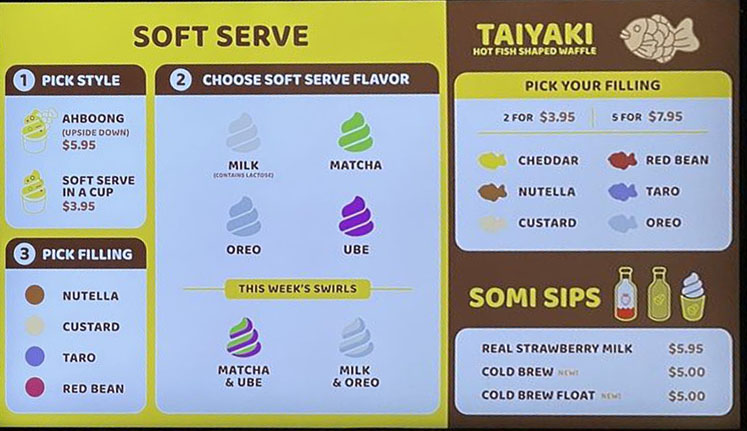 SOFT SERVE
1 PICK STYLE
AHBOONG
(UPSIDE DOWN)
$5.95
SOFT SERVE
IN A CUP
$3.95
2 CHOOSE SOFT SERVE FLAVOR
MILK
(CONTAINS LACTOSE)
MATCHA
OREO
UBE
THIS WEEK'S SWIRLS
MATCHA
& UBE
MILK
& OREO
3 PICK FILLING
NUTELLA
CUSTARD
TARO
RED BEAN
TAIYAKI
HOT FISH SHAPED WAFFLE
PICK YOUR FILLING
2 FOR $3.95
5 FOR $7.95
CHEDDAR
RED BEAN
NUTELLA
TARO
CUSTARD
OREO
SOMI SIPS
REAL STRAWBERRY MILK $5.95
COLD BREW NEW! $5.00
COLD BREW FLOAT NEW! $5.00